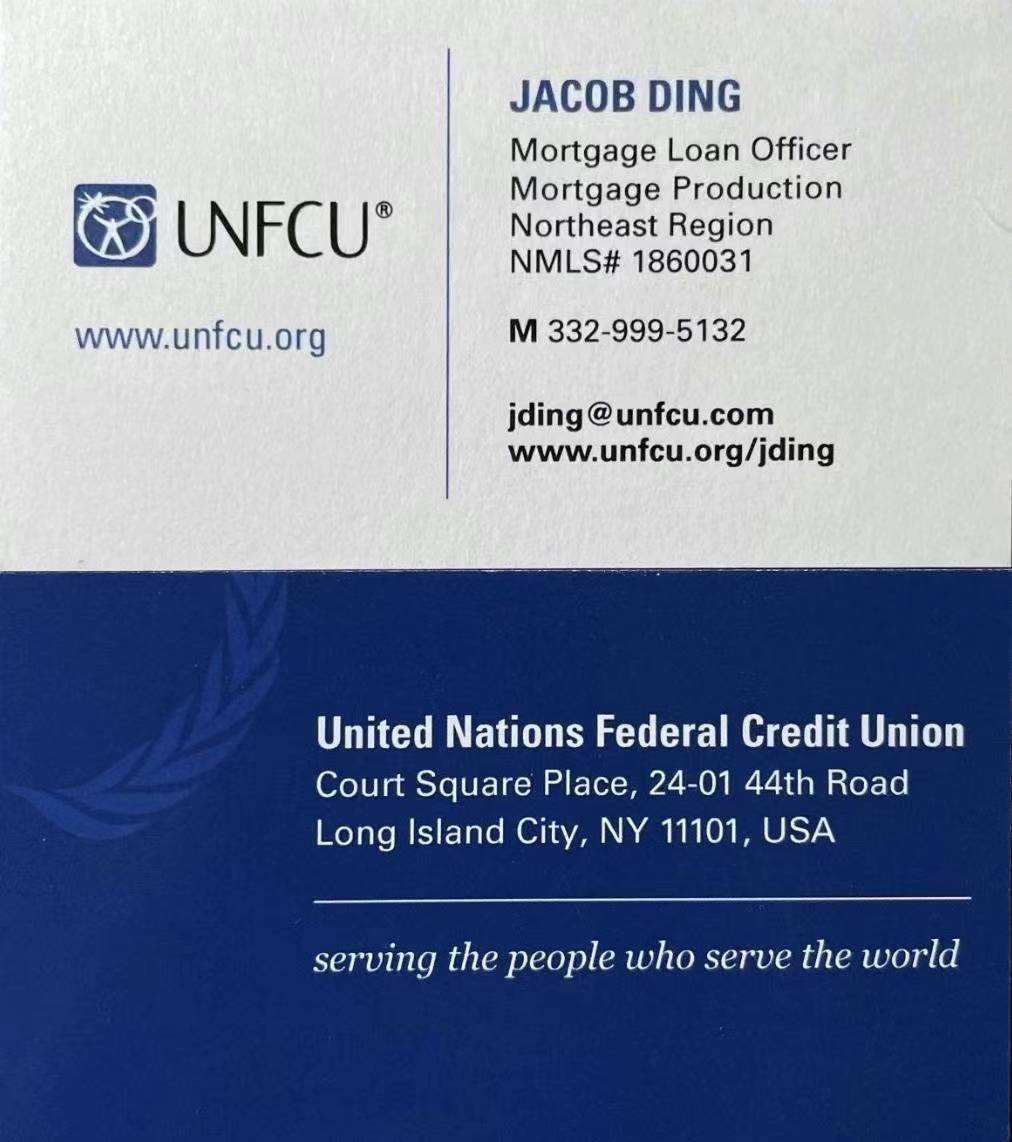 UNFCU®
www.unfcu.org
JACOB DING
Mortgage Loan Officer
Mortgage Production
Northeast Region
NMLS# 1860031
M 332-999-5132
jding@unfcu.com
www.unfcu.org/jding
United Nations Federal Credit Union
Court Square Place, 24-01 44th Road
Long Island City, NY 11101, USA
serving the people who serve the world